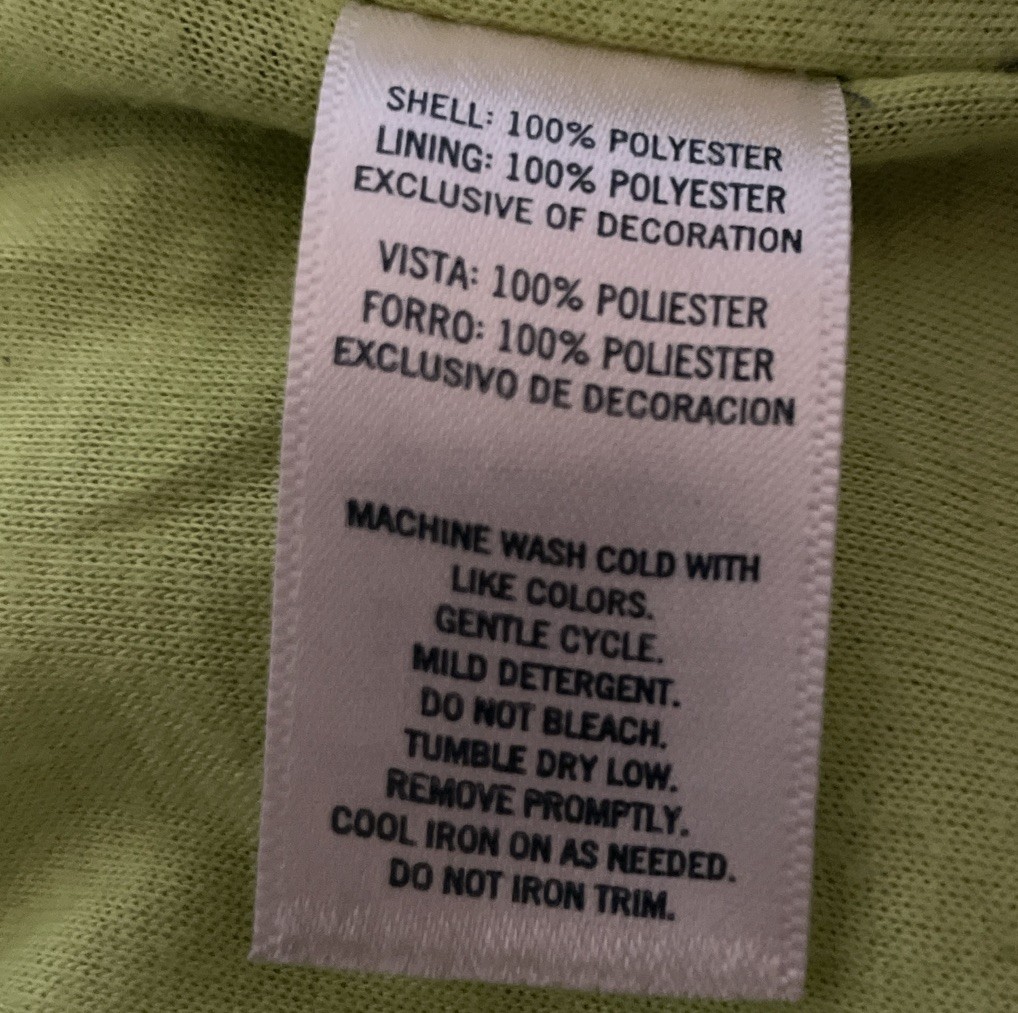 SHELL: 100% POLYESTER
LINING: 100% POLYESTER
EXCLUSIVE OF DECORATION
VISTA: 100% POLIESTER
FORRO: 100% POLIESTER
EXCLUSIVO DE DECORACION
MACHINE WASH COLD WITH
LIKE COLORS.
GENTLE CYCLE.
MILD DETERGENT.
DO NOT BLEACH.
TUMBLE DRY LOW.
REMOVE PROMPTLY.
COOL IRON ON AS NEEDED.
DO NOT IRON TRIM.